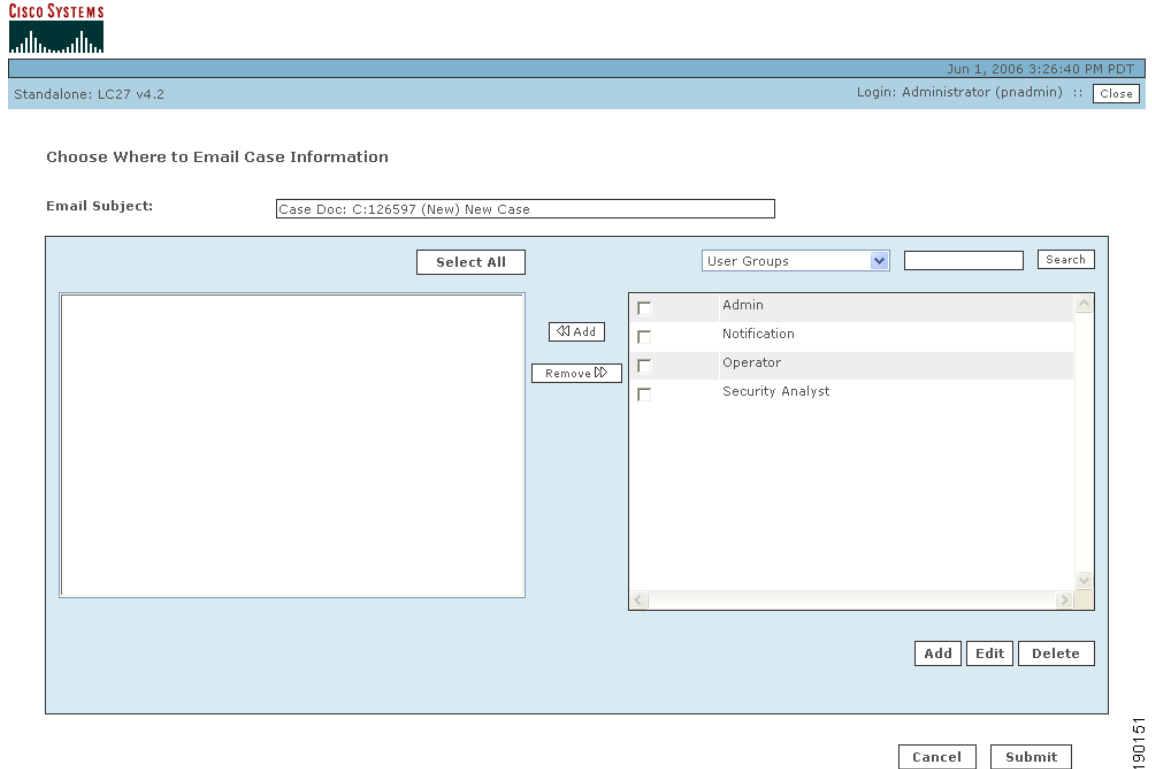 CISCO SYSTEMS
Jun 1, 2006 3:26:40 PM PDT
Standalone: LC27 v4.2
Login: Administrator (pnadmin) :: Close
Choose Where to Email Case Information
Email Subject: Case Doc: C:126597 (New) New Case
Select All
User Groups
Search
Admin
Notification
Operator
Security Analyst
Add
Remove
Add Edit Delete
Cancel Submit
190151